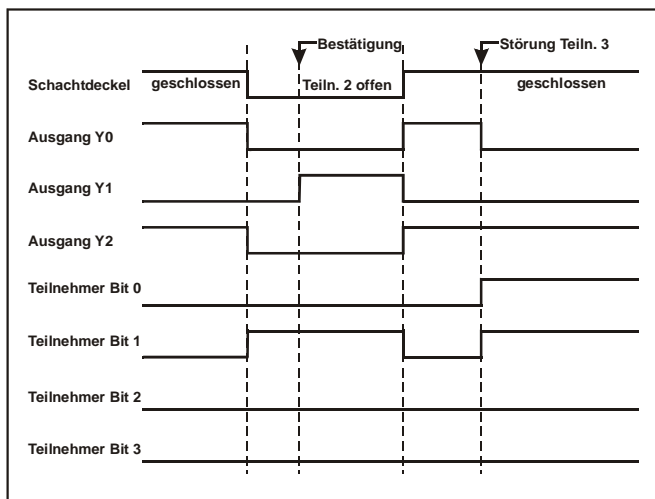 Bestätigung Störung Teiln. 3
Schachtdeckel geschlossen Teiln. 2 offen geschlossen
Ausgang Y0
Ausgang Y1
Ausgang Y2
Teilnehmer Bit 0
Teilnehmer Bit 1
Teilnehmer Bit 2
Teilnehmer Bit 3